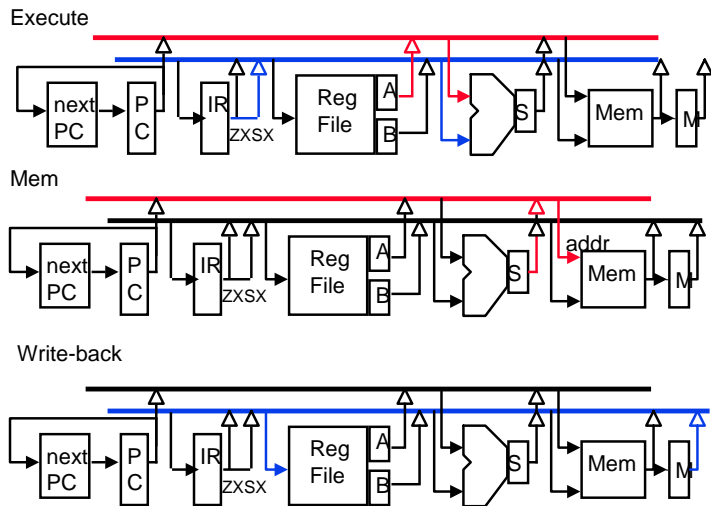 Execute
next
PC
P
C
IR
ZXSX
Reg
File
A
B
S
Mem
M
Mem
next
PC
P
C
IR
ZXSX
Reg
File
A
B
S
addr
Mem
M
Write-back
next
PC
P
C
IR
ZXSX
Reg
File
A
B
S
Mem
M